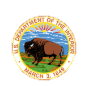 U.S. DEPARTMENT OF THE INTERIOR
MARCH 3, 1849